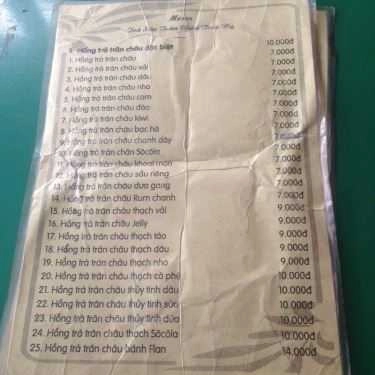 Menu
* Hồng trà trân châu đặc biệt 10.000đ
1. Hồng trà trân châu 7.000đ
2. Hồng trà trân châu vải 7.000đ
3. Hồng trà trân châu dâu 7.000đ
4. Hồng trà trân châu nho 7.000đ
5. Hồng trà trân châu cam 7.000đ
6. Hồng trà trân châu đào 7.000đ
7. Hồng trà trân châu kiwi 7.000đ
8. Hồng trà trân châu bạc hà 7.000đ
9. Hồng trà trân châu chanh dây 7.000đ
10. Hồng trà trân châu Sôcôla 7.000đ
11. Hồng trà trân châu khoai môn 7.000đ
12. Hồng trà trân châu sầu riêng 7.000đ
13. Hồng trà trân châu dưa gang 7.000đ
14. Hồng trà trân châu Rum chanh 7.000đ
15. Hồng trà trân châu thạch vải 9.000đ
16. Hồng trà trân châu Jelly 9.000đ
17. Hồng trà trân châu thạch táo 9.000đ
18. Hồng trà trân châu thạch dâu 9.000đ
19. Hồng trà trân châu thạch nho 9.000đ
20. Hồng trà trân châu thạch cà phê 10.000đ
21. Hồng trà trân châu thủy tinh dâu 10.000đ
22. Hồng trà trân châu thủy tinh sữa 10.000đ
23. Hồng trà trân châu thủy tinh dừa 10.000đ
24. Hồng trà trân châu thạch Sôcôla 10.000đ
25. Hồng trà trân châu bánh Flan 14.000đ